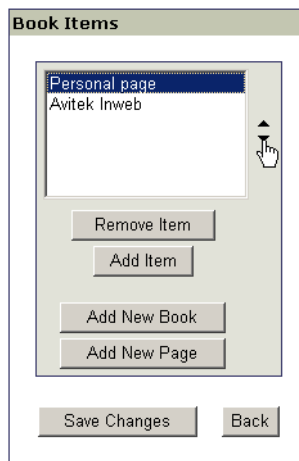 Book Items
Personal page
Avitek Inweb
Remove Item
Add Item
Add New Book
Add New Page
Save Changes Back